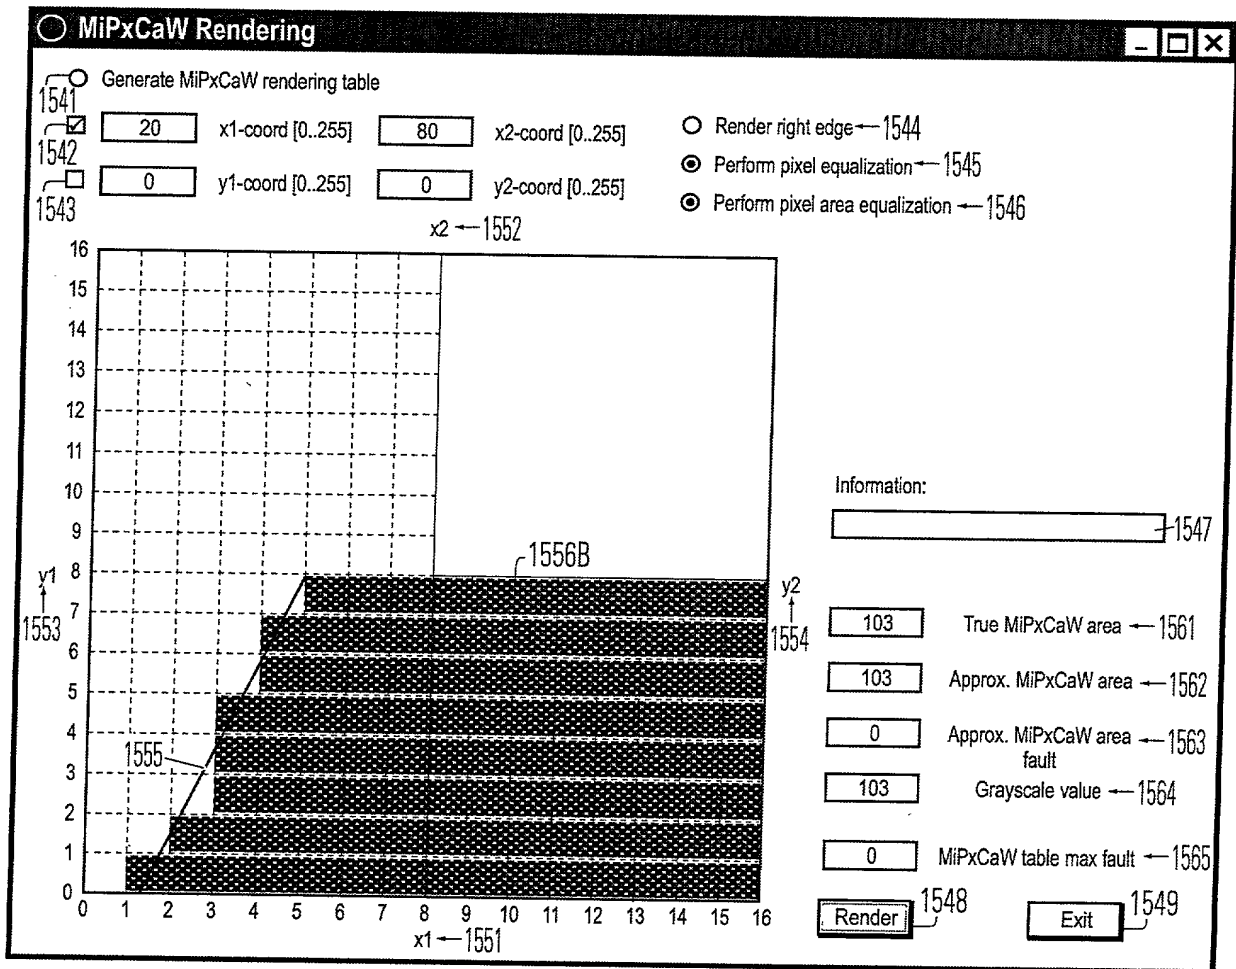 MiPxCaW Rendering
Generate MiPxCaW rendering table
1541
20 x1-coord [0..255] 80 x2-coord [0..255]
1542
0 y1-coord [0..255] 0 y2-coord [0..255]
1543
Render right edge 1544
Perform pixel equalization 1545
Perform pixel area equalization 1546
x2 1552
16
15
14
13
12
11
10
9
8
7
6
5
4
3
2
1
0
y1
1553
1555
1556B
y2
1554
0 1 2 3 4 5 6 7 8 9 10 11 12 13 14 15 16
x1 1551
Information:
1547
103 True MiPxCaW area 1561
103 Approx. MiPxCaW area 1562
0 Approx. MiPxCaW area 1563
fault
103 Grayscale value 1564
0 MiPxCaW table max fault 1565
Render 1548 Exit 1549